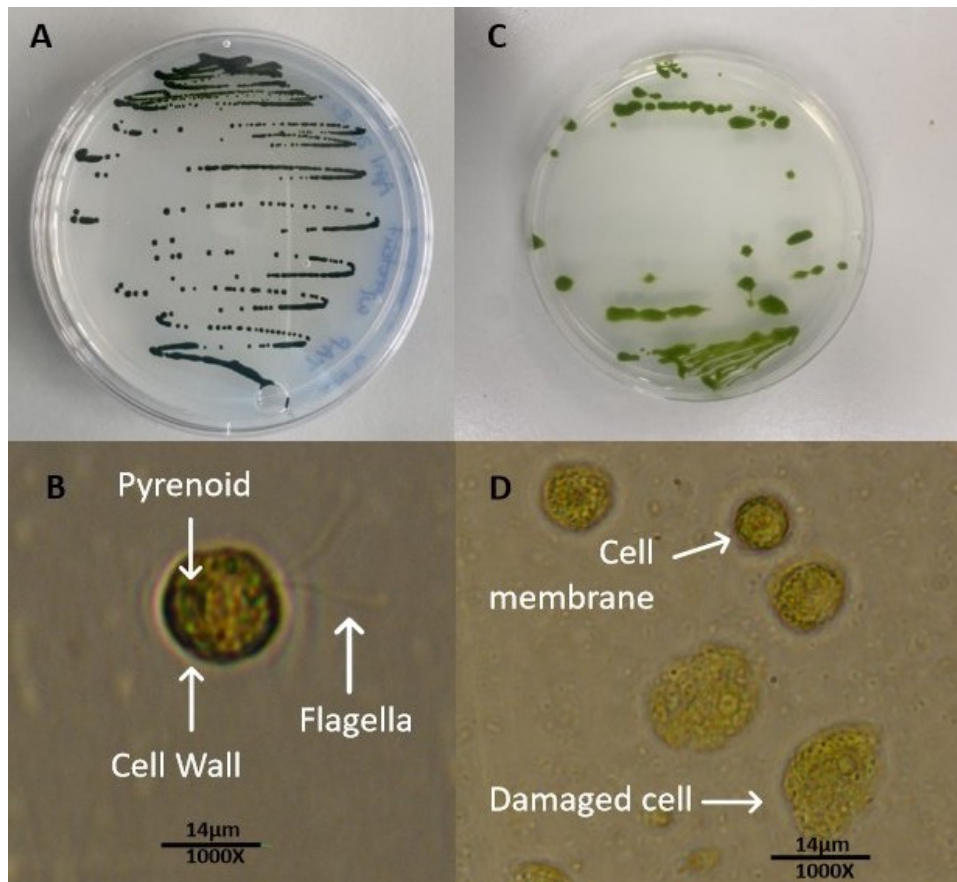 A
C
B
Pyrenoid
Cell Wall
Flagella
14μm
1000X
D
Cell
membrane
Damaged cell
14μm
1000X